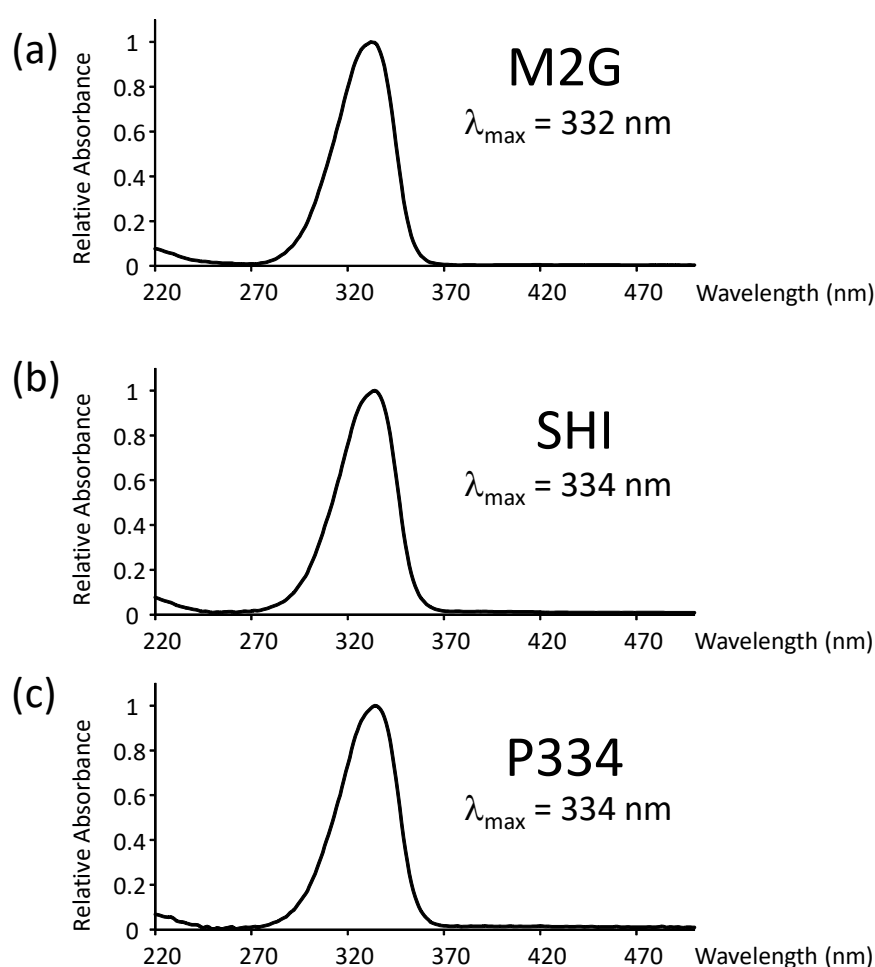 (a)
Relative Absorbance
1
0.8
0.6
0.4
0.2
0
M2G
λmax = 332 nm
220 270 320 370 420 470 Wavelength (nm)
(b)
Relative Absorbance
1
0.8
0.6
0.4
0.2
0
SHI
λmax = 334 nm
220 270 320 370 420 470 Wavelength (nm)
(c)
Relative Absorbance
1
0.8
0.6
0.4
0.2
0
P334
λmax = 334 nm
220 270 320 370 420 470 Wavelength (nm)